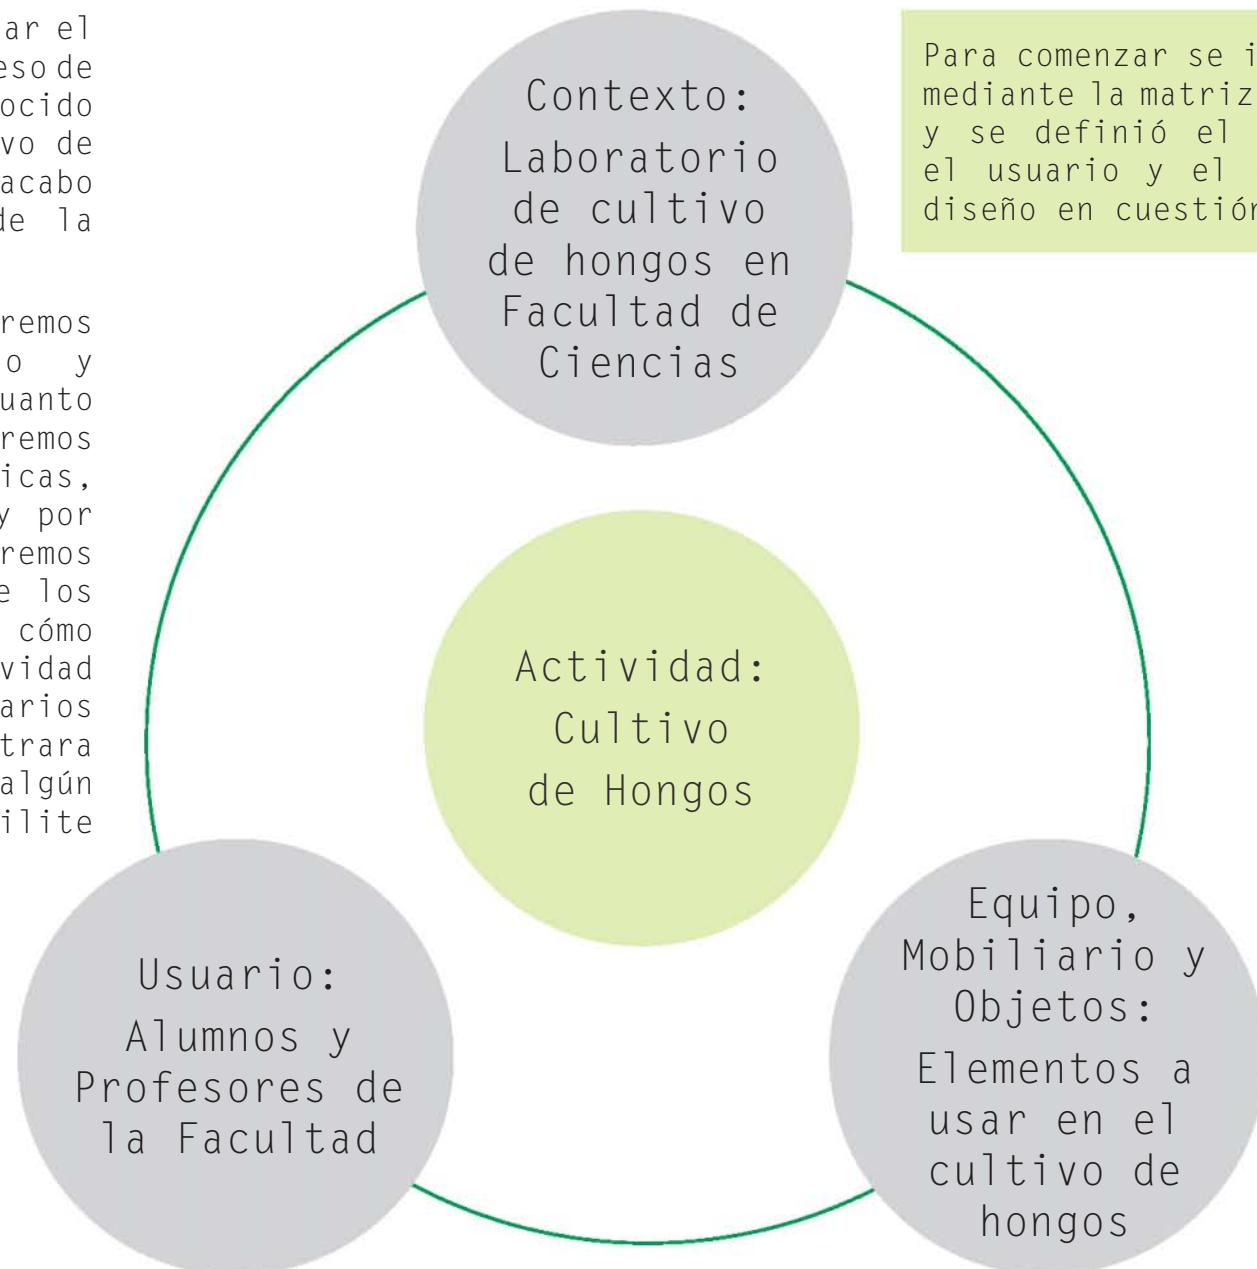 ar el
eso de
ocido
vo de
acabo
de la
remos
o y
uanto
remos
icas,
y por
remos
e los
cómo
vidad
arios
trara
algún
ilite
Contexto:
Laboratorio
de cultivo
de hongos en
Facultad de
Ciencias
Para comenzar se i
mediante la matriz
y se definió el
el usuario y el
diseño en cuestión
Actividad:
Cultivo
de Hongos
Usuario:
Alumnos y
Profesores de
la Facultad
Equipo,
Mobiliario y
Objetos:
Elementos a
usar en el
cultivo de
hongos